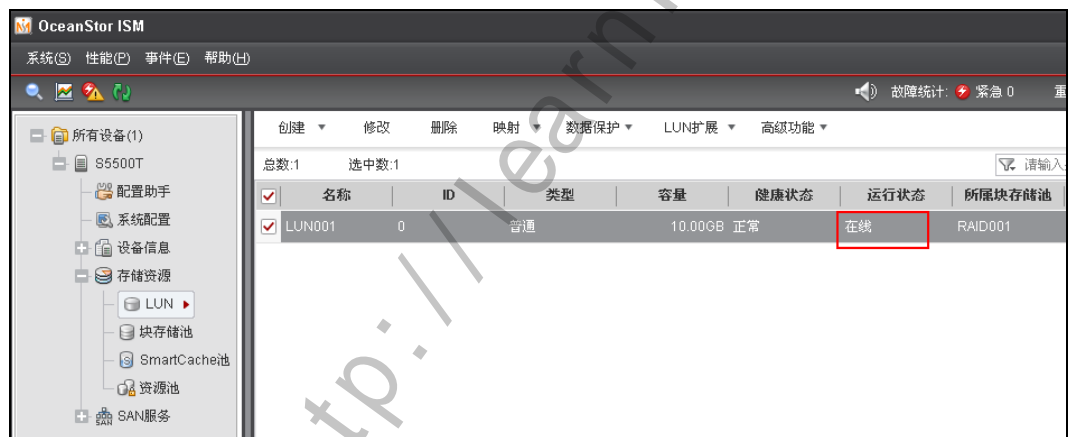 OceanStor ISM
系统(S) 性能(P) 事件(E) 帮助(H)
故障统计: 紧急 0 重
所有设备(1)
S5500T
配置助手
系统配置
设备信息
存储资源
LUN
块存储池
SmartCache池
资源池
SAN服务
创建 修改 删除 映射 数据保护 LUN扩展 高级功能
总数:1 选中数:1 请输入
名称 ID 类型 容量 健康状态 运行状态 所属块存储池
LUN001 0 普通 10.00GB 正常 在线 RAID001
tp://learn